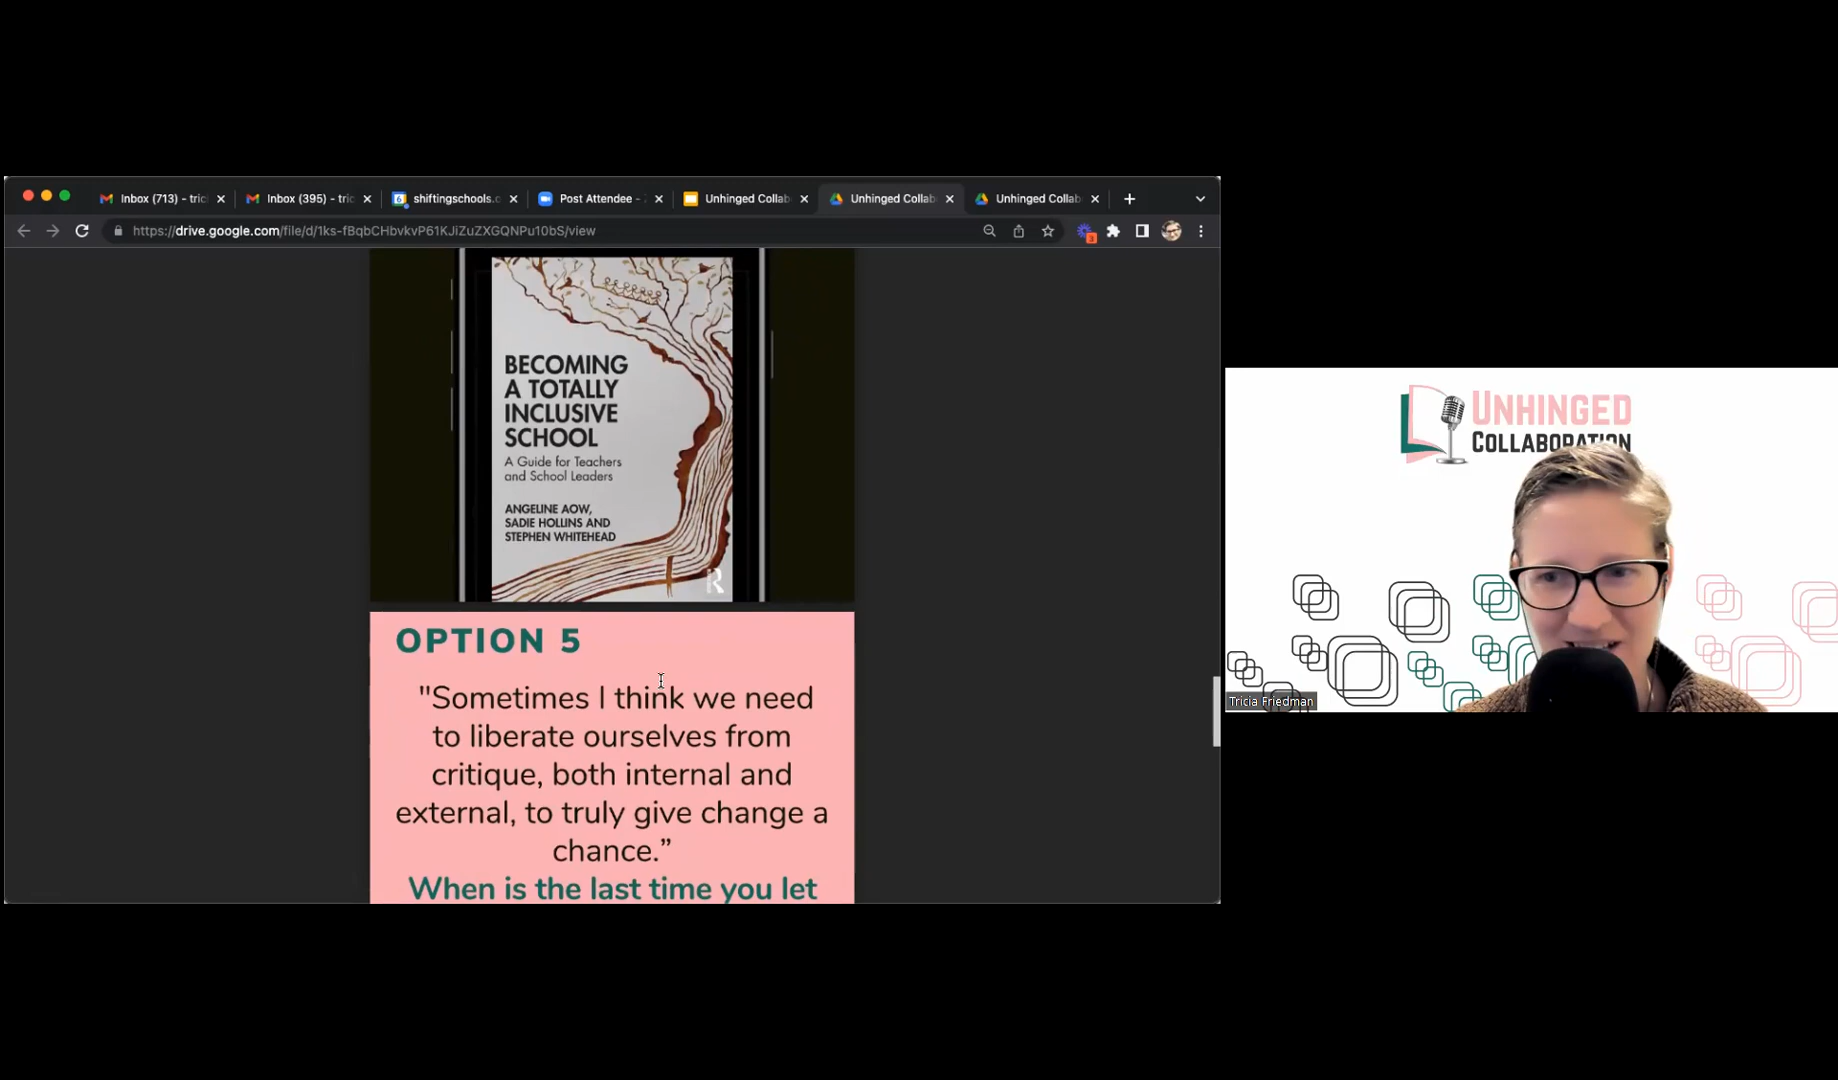 Inbox (713) - tric
Inbox (395) - tric
shiftingschools.o
Post Attendee -
Unhinged Collab
Unhinged Collab
Unhinged Collab
https://drive.google.com/file/d/1ks-fBqbCHbvkvP61KJiZuZXGQNPu10bS/view
BECOMING
A TOTALLY
INCLUSIVE
SCHOOL
A Guide for Teachers
and School Leaders
ANGELINE AOW,
SADIE HOLLINS AND
STEPHEN WHITEHEAD
R
OPTION 5
"Sometimes I think we need
to liberate ourselves from
critique, both internal and
external, to truly give change a
chance.”
When is the last time you let
UNHINGED
COLLABORATION
Tricia Friedman